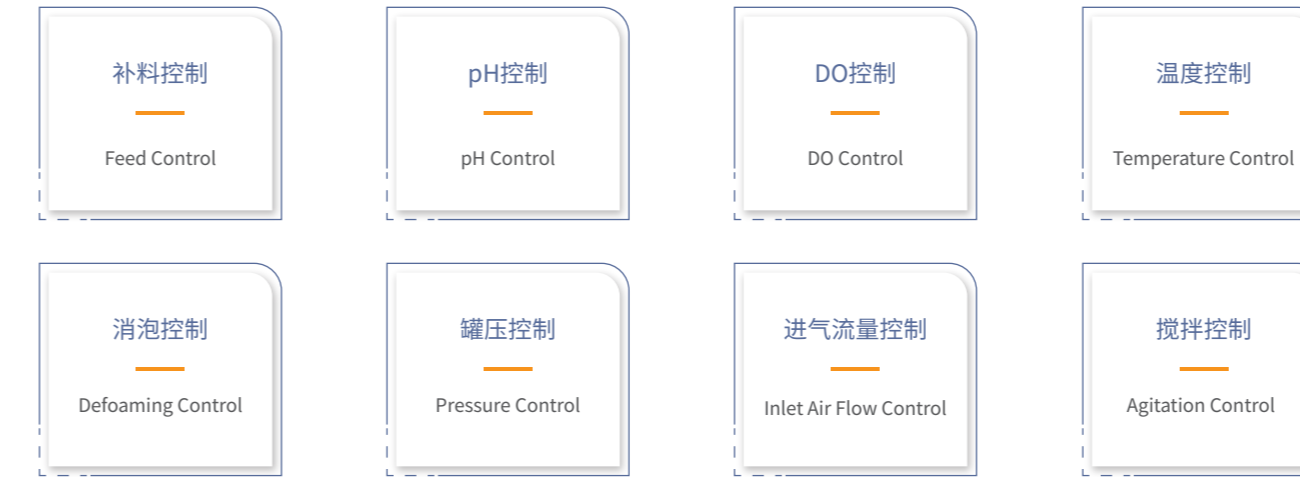 补料控制
Feed Control
pH控制
pH Control
DO控制
DO Control
温度控制
Temperature Control
消泡控制
Defoaming Control
罐压控制
Pressure Control
进气流量控制
Inlet Air Flow Control
搅拌控制
Agitation Control